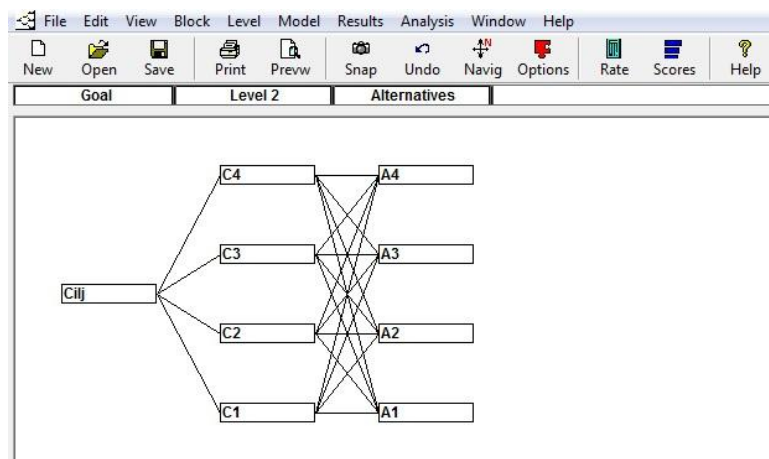 File Edit View Block Level Model Results Analysis Window Help
New Open Save Print Prevw Snap Undo Navig Options Rate Scores Help
Goal Level 2 Alternatives
C4 A4
C3 A3
Cilj
C2 A2
C1 A1